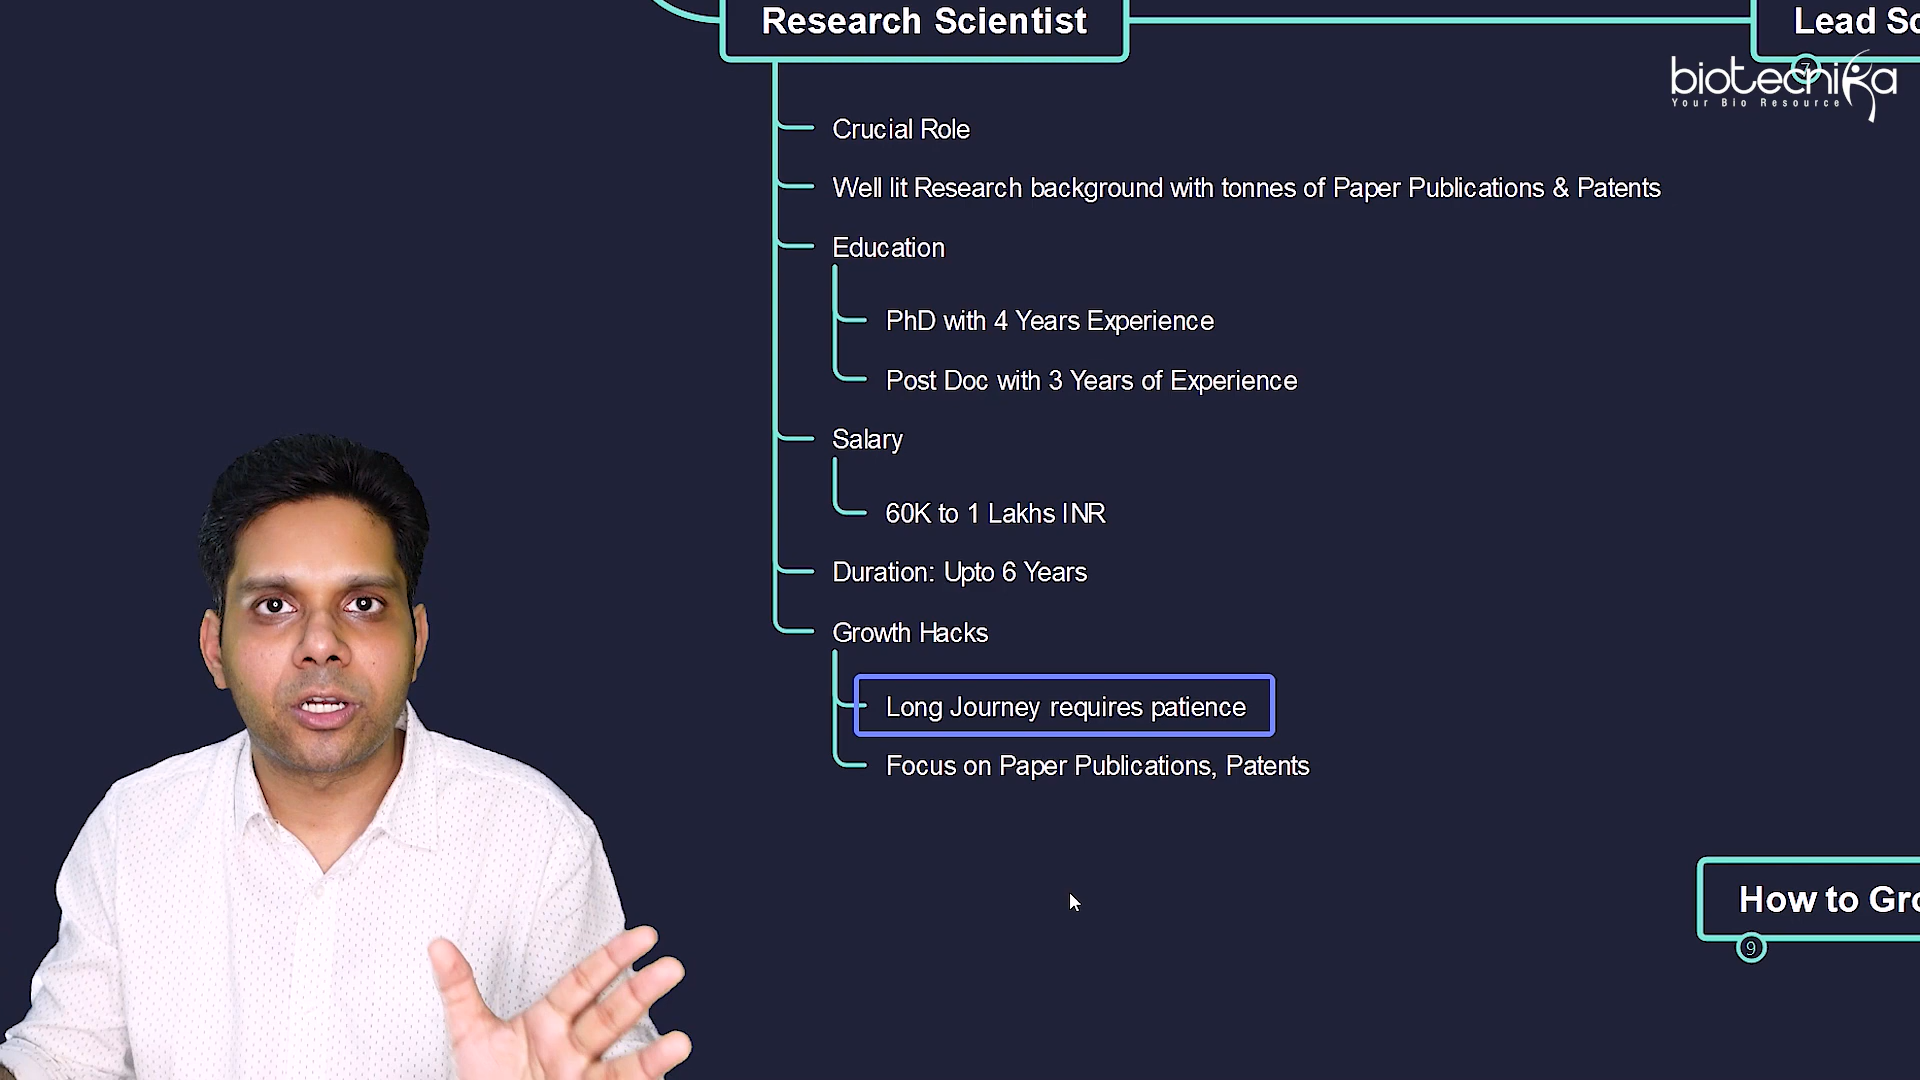 Research Scientist
Lead Sc
7
biotecnika
Your Bio Resource
Crucial Role
Well lit Research background with tonnes of Paper Publications & Patents
Education
PhD with 4 Years Experience
Post Doc with 3 Years of Experience
Salary
60K to 1 Lakhs INR
Duration: Upto 6 Years
Growth Hacks
Long Journey requires patience
Focus on Paper Publications, Patents
How to Gro
9